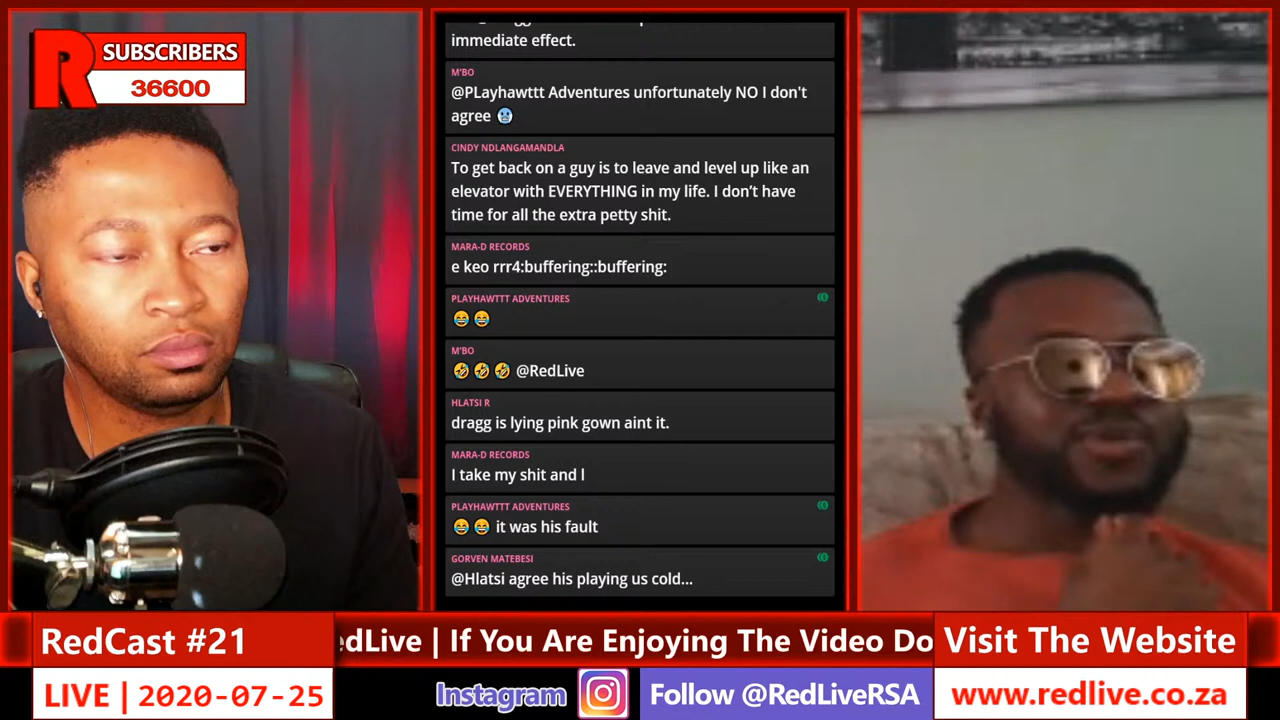 R
SUBSCRIBERS
36600
immediate effect.
M'BO
@PLayhawttt Adventures unfortunately NO I don't
agree 🥶
CINDY NDLANGAMANDLA
To get back on a guy is to leave and level up like an
elevator with EVERYTHING in my life. I don't have
time for all the extra petty shit.
MARA-D RECORDS
e keo rrr4:buffering::buffering:
PLAYHAWTTT ADVENTURES
😂 😂
M'BO
🤣 🤣 🤣 @RedLive
HLATSI R
dragg is lying pink gown aint it.
MARA-D RECORDS
I take my shit and l
PLAYHAWTTT ADVENTURES
😂 😂 it was his fault
GORVEN MATEBESI
@Hlatsi agree his playing us cold...
RedCast #21
edLive | If You Are Enjoying The Video Do
Visit The Website
LIVE | 2020-07-25
Instagram
Follow @RedLiveRSA
www.redlive.co.za